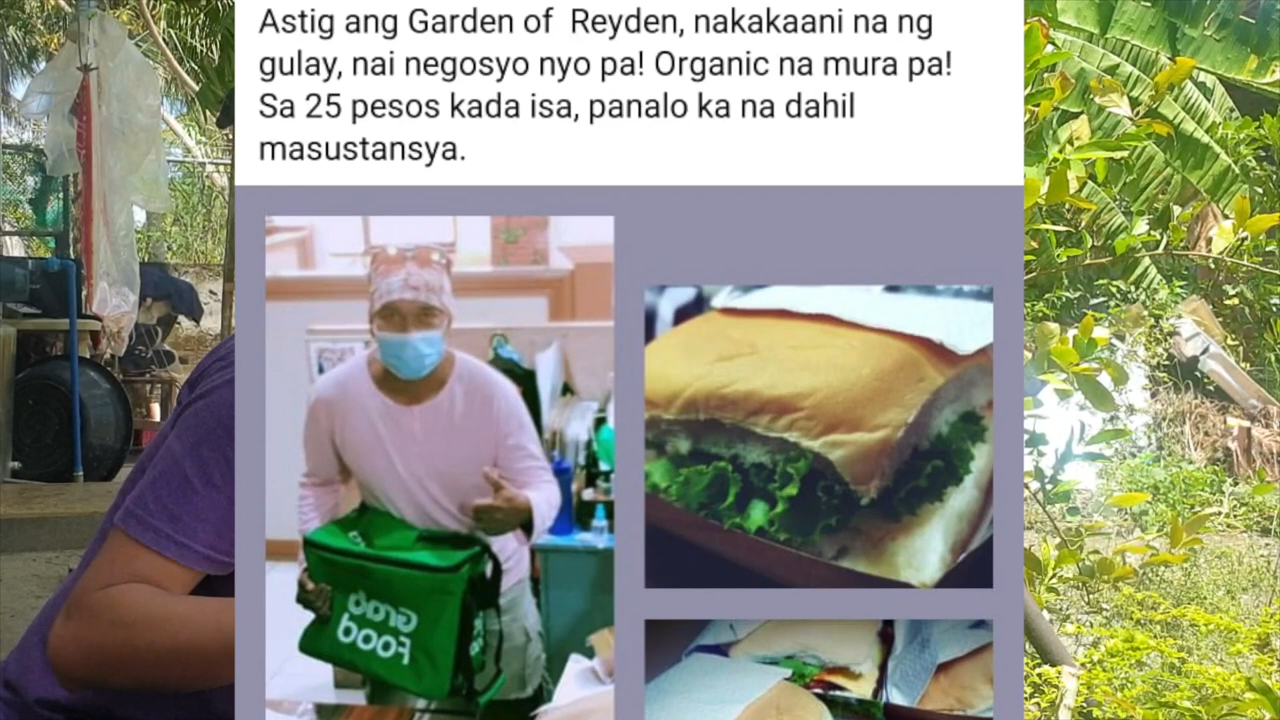 Astig ang Garden of  Reyden, nakakaani na ng
gulay, nai negosyo nyo pa! Organic na mura pa!
Sa 25 pesos kada isa, panalo ka na dahil
masustansya.
Grab
Food